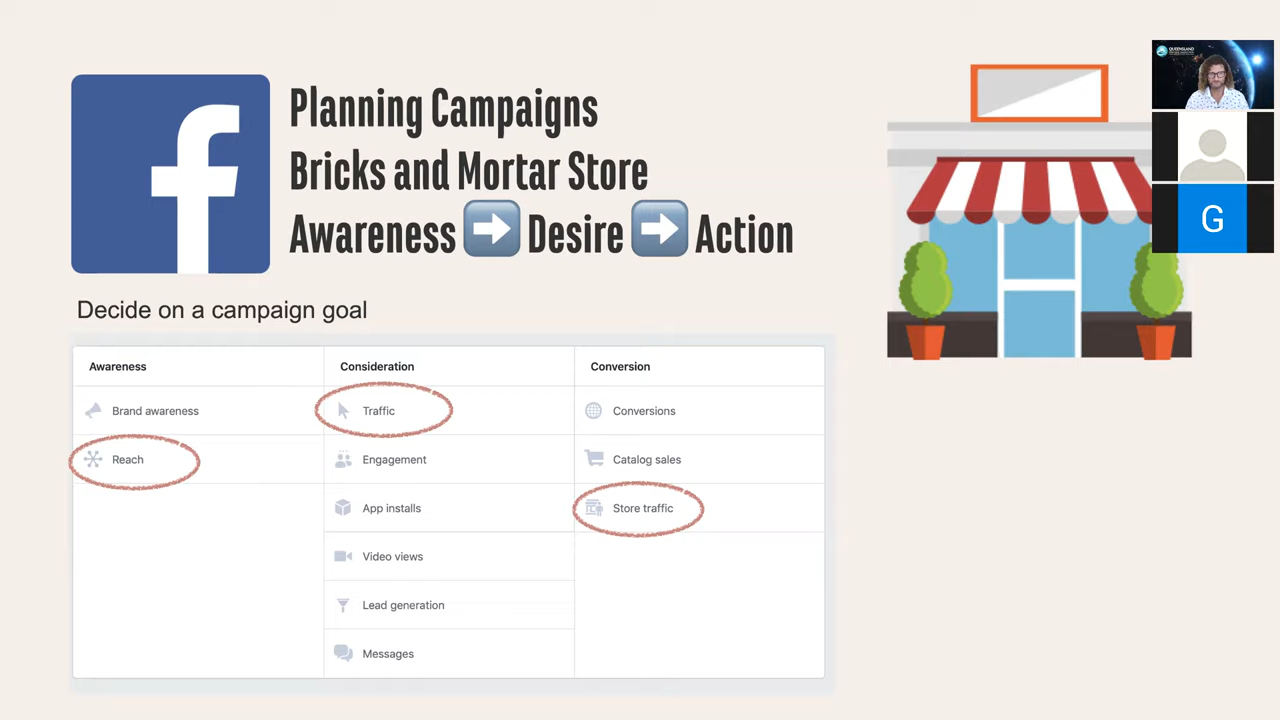 Planning Campaigns
Bricks and Mortar Store
Awareness ➡ Desire ➡ Action
Decide on a campaign goal
Awareness
Consideration
Conversion
Brand awareness
Traffic
Conversions
Reach
Engagement
Catalog sales
App installs
Store traffic
Video views
Lead generation
Messages
QUEENSLAND
G